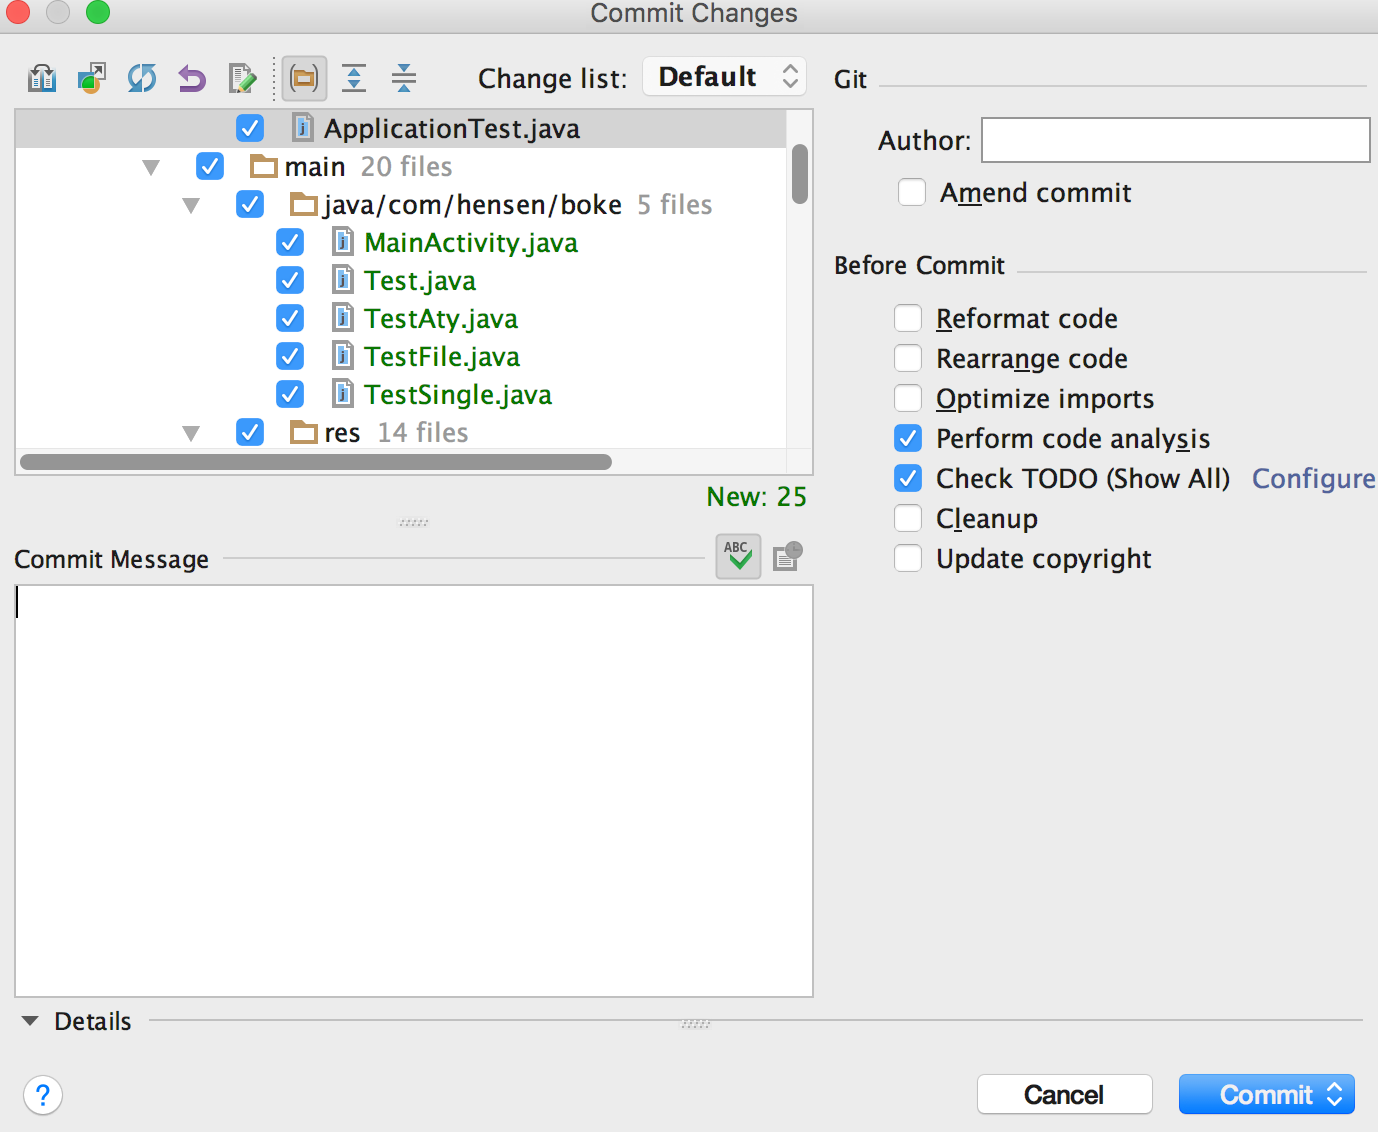 Commit Changes
Change list: Default
ApplicationTest.java
main 20 files
java/com/hensen/boke 5 files
MainActivity.java
Test.java
TestAty.java
TestFile.java
TestSingle.java
res 14 files
New: 25
Commit Message
ABC
Git
Author:
Amend commit
Before Commit
Reformat code
Rearrange code
Optimize imports
Perform code analysis
Check TODO (Show All) Configure
Cleanup
Update copyright
Details
?
Cancel
Commit